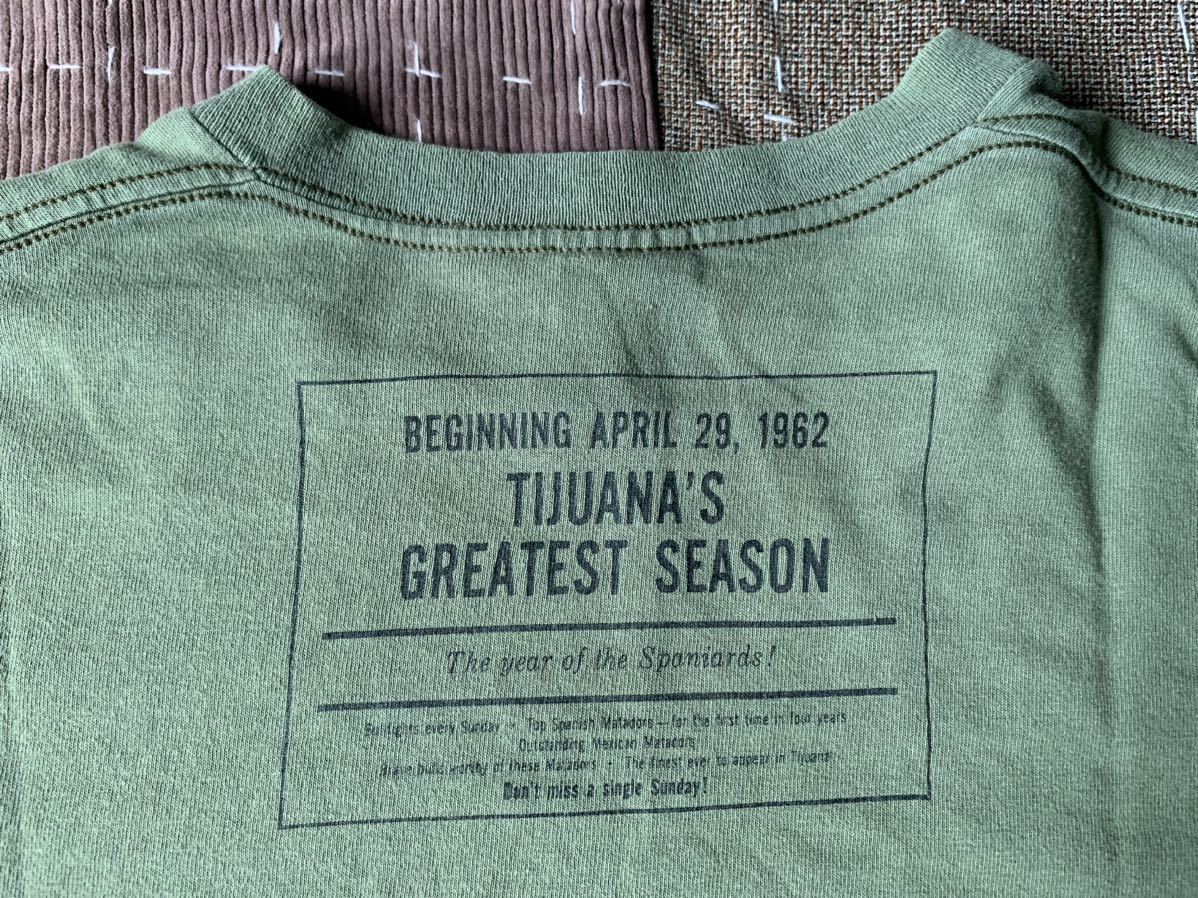 BEGINNING APRIL 29, 1962
TIJUANA'S
GREATEST SEASON
The year of the Spaniards!
Bullfights every Sunday • Top Spanish Matadors — for the first time in four years
Outstanding Mexican Matadors
Brave bulls worthy of these Matadors • The finest ever to appear in Tijuana
Don't miss a single Sunday!